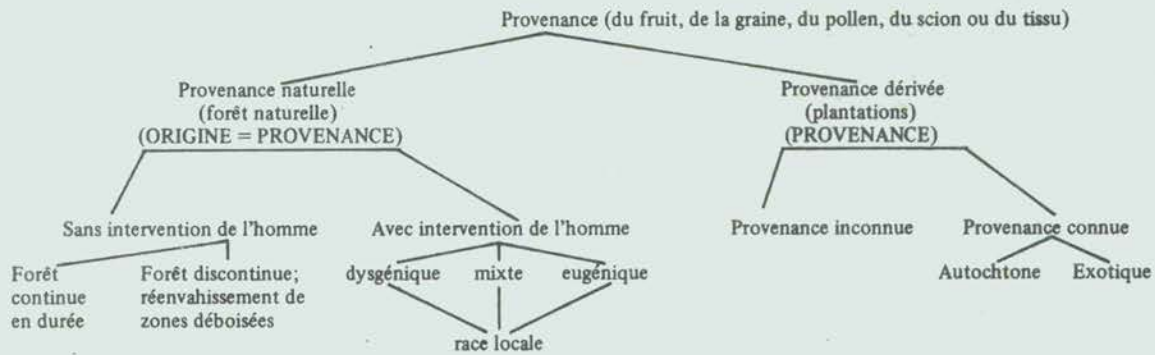 Provenance (du fruit, de la graine, du pollen, du scion ou du tissu)
Provenance naturelle
(forêt naturelle)
(ORIGINE = PROVENANCE)
Provenance dérivée
(plantations)
(PROVENANCE)
Sans intervention de l'homme
Avec intervention de l'homme
Provenance inconnue
Provenance connue
Forêt
continue
en durée
Forêt discontinue;
réenvahissement de
zones déboisées
dysgénique
mixte
eugénique
Autochtone
Exotique
race locale